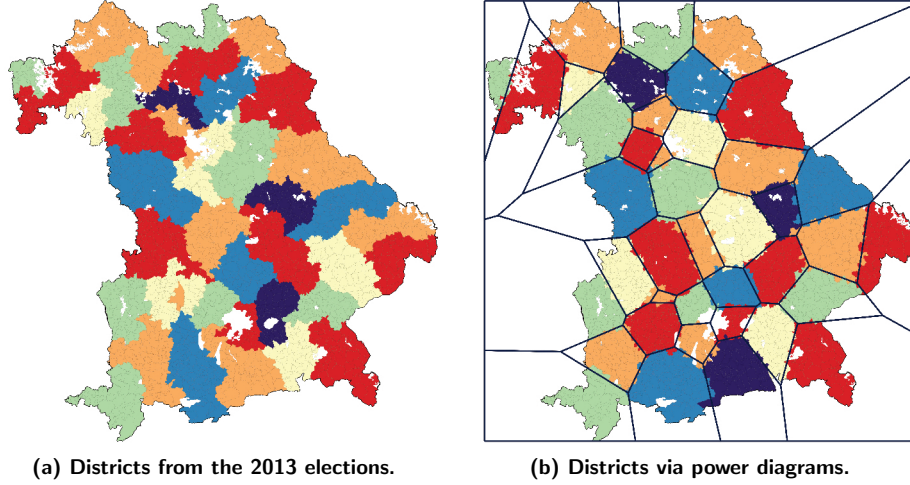 (a) Districts from the 2013 elections.
(b) Districts via power diagrams.